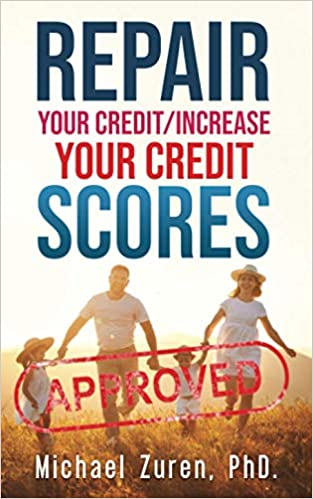 REPAIR
YOUR CREDIT/INCREASE
YOUR CREDIT
SCORES
APPROVED
Michael Zuren, PhD.